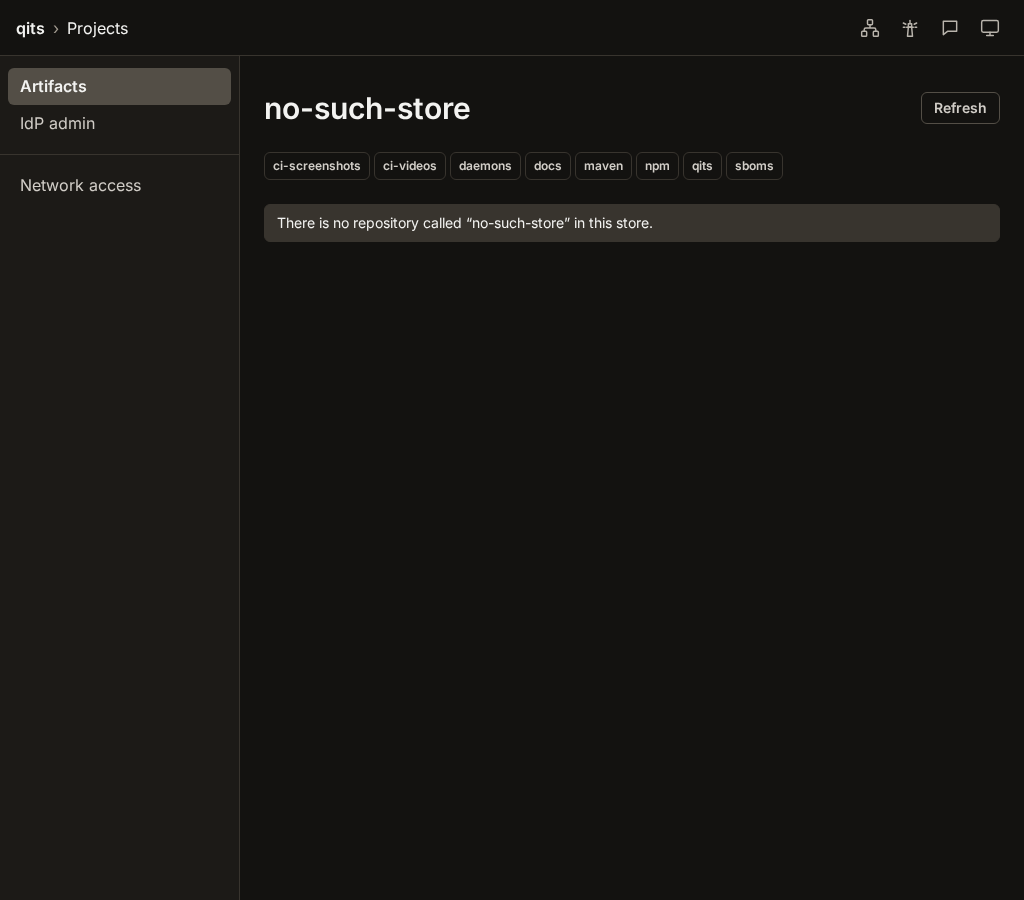 qits › Projects
Artifacts
IdP admin
Network access
no-such-store
Refresh
ci-screenshots ci-videos daemons docs maven npm qits sboms
There is no repository called “no-such-store” in this store.